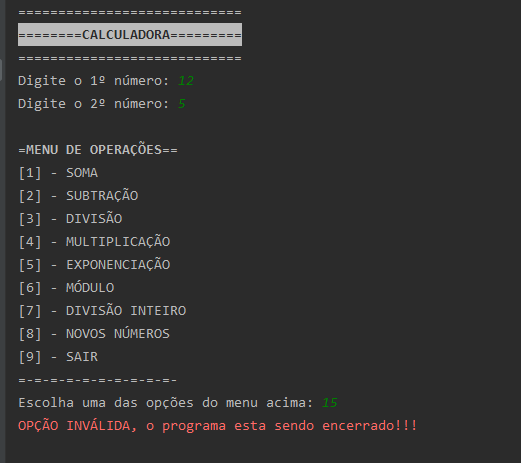 ============================
========CALCULADORA=========
============================
Digite o 1º número: 12
Digite o 2º número: 5
=MENU DE OPERAÇÕES==
[1] - SOMA
[2] - SUBTRAÇÃO
[3] - DIVISÃO
[4] - MULTIPLICAÇÃO
[5] - EXPONENCIAÇÃO
[6] - MÓDULO
[7] - DIVISÃO INTEIRO
[8] - NOVOS NÚMEROS
[9] - SAIR
=-=-=-=-=-=-=-=-=-=-
Escolha uma das opções do menu acima: 15
OPÇÃO INVÁLIDA, o programa esta sendo encerrado!!!